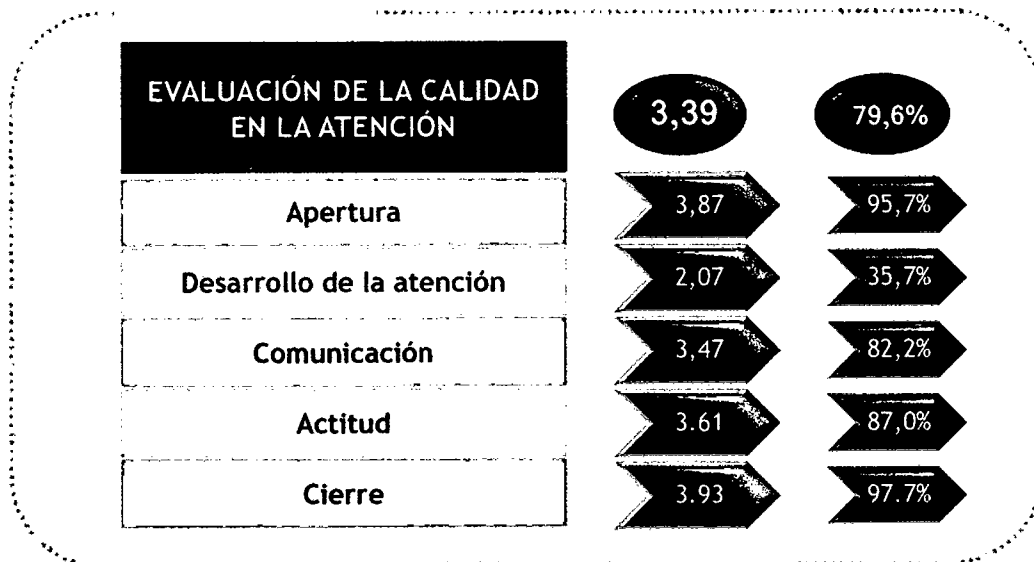 EVALUACIÓN DE LA CALIDAD
EN LA ATENCIÓN
3,39
79,6%
Apertura
3,87
95,7%
Desarrollo de la atención
2,07
35,7%
Comunicación
3,47
82,2%
Actitud
3.61
87,0%
Cierre
3.93
97.7%